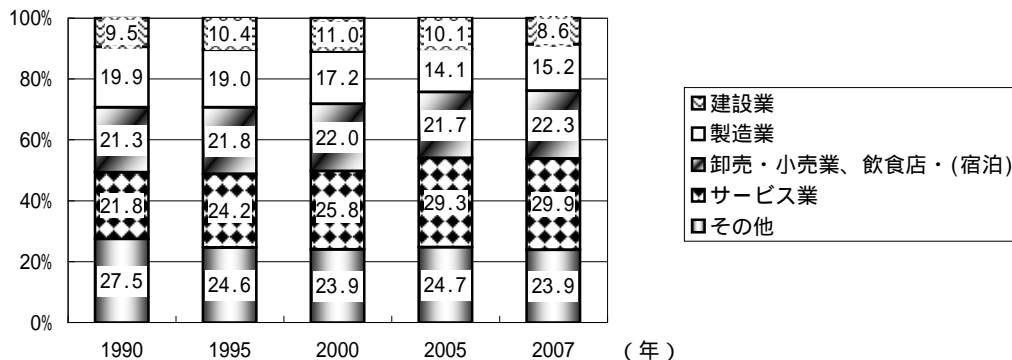 100%
80%
60%
40%
20%
0%
9.5 10.4 11.0 10.1 8.6
19.9 19.0 17.2 14.1 15.2
21.3 21.8 22.0 21.7 22.3
21.8 24.2 25.8 29.3 29.9
27.5 24.6 23.9 24.7 23.9
1990 1995 2000 2005 2007 (年)
建設業
製造業
卸売・小売業、飲食店・(宿泊)
サービス業
その他